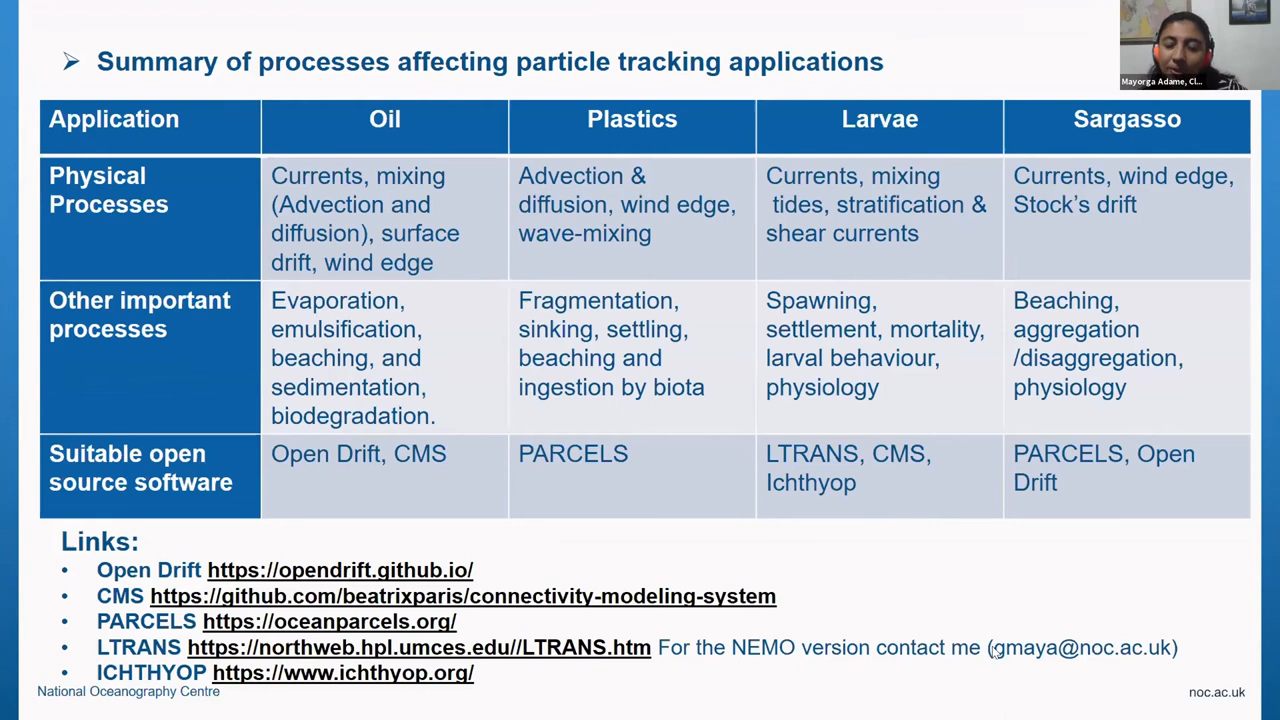 ➢ Summary of processes affecting particle tracking applications
Mayorga Adame, Cl...
Application
Oil
Plastics
Larvae
Sargasso
Physical
Processes
Currents, mixing
(Advection and
diffusion), surface
drift, wind edge
Advection &
diffusion, wind edge,
wave-mixing
Currents, mixing
tides, stratification &
shear currents
Currents, wind edge,
Stock's drift
Other important
processes
Evaporation,
emulsification,
beaching, and
sedimentation,
biodegradation.
Fragmentation,
sinking, settling,
beaching and
ingestion by biota
Spawning,
settlement, mortality,
larval behaviour,
physiology
Beaching,
aggregation
/disaggregation,
physiology
Suitable open
source software
Open Drift, CMS
PARCELS
LTRANS, CMS,
Ichthyop
PARCELS, Open
Drift
Links:
• Open Drift https://opendrift.github.io/
• CMS https://github.com/beatrixparis/connectivity-modeling-system
• PARCELS https://oceanparcels.org/
• LTRANS https://northweb.hpl.umces.edu//LTRANS.htm For the NEMO version contact me (gmaya@noc.ac.uk)
• ICHTHYOP https://www.ichthyop.org/
National Oceanography Centre
noc.ac.uk